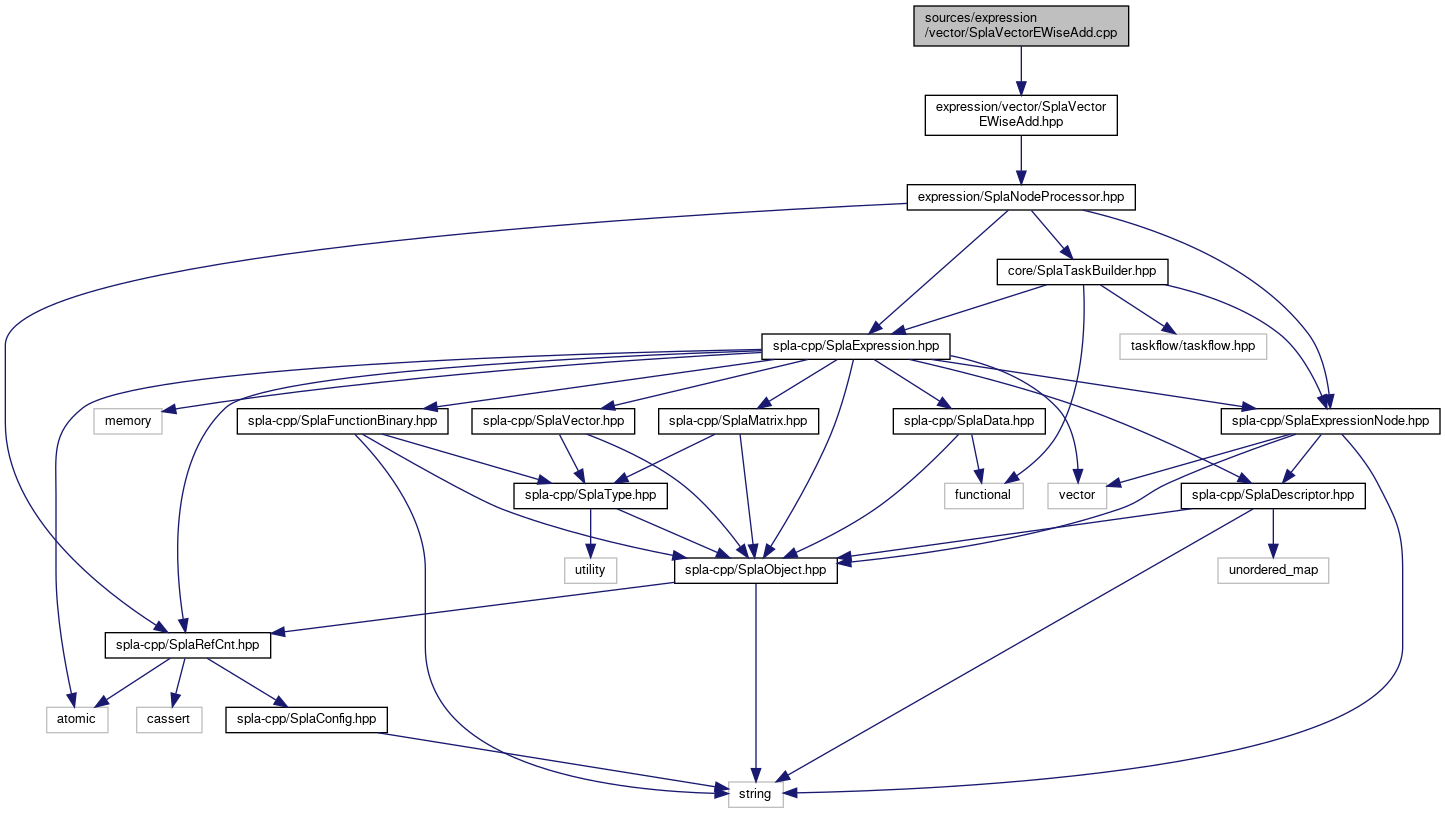 sources/expression
/vector/SplaVectorEWiseAdd.cpp
expression/vector/SplaVector
EWiseAdd.hpp
expression/SplaNodeProcessor.hpp
core/SplaTaskBuilder.hpp
spla-cpp/SplaExpression.hpp
taskflow/taskflow.hpp
memory
spla-cpp/SplaFunctionBinary.hpp
spla-cpp/SplaVector.hpp
spla-cpp/SplaMatrix.hpp
spla-cpp/SplaData.hpp
spla-cpp/SplaExpressionNode.hpp
spla-cpp/SplaType.hpp
functional
vector
spla-cpp/SplaDescriptor.hpp
utility
spla-cpp/SplaObject.hpp
unordered_map
spla-cpp/SplaRefCnt.hpp
atomic
cassert
spla-cpp/SplaConfig.hpp
string